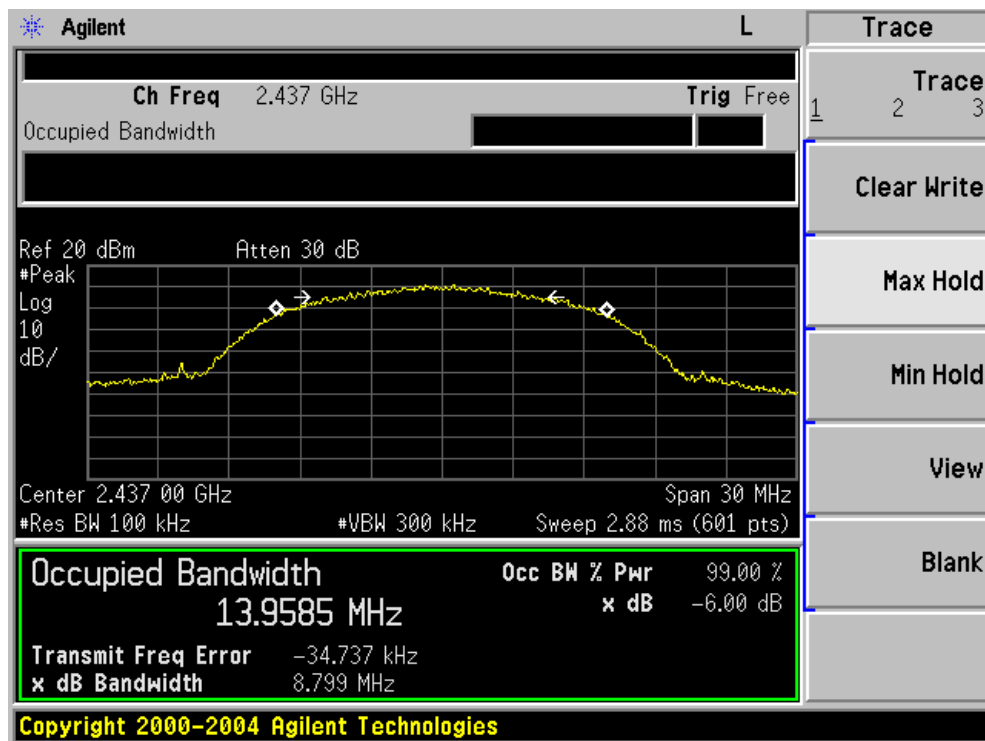 Agilent L Trace
Ch Freq 2.437 GHz Trig Free
Occupied Bandwidth
Trace
1 2 3
Clear Write
Max Hold
Min Hold
View
Blank
Ref 20 dBm Atten 30 dB
#Peak
Log
10
dB/
Center 2.437 00 GHz Span 30 MHz
#Res BW 100 kHz #VBW 300 kHz Sweep 2.88 ms (601 pts)
Occupied Bandwidth
13.9585 MHz
Occ BW % Pwr 99.00 %
x dB -6.00 dB
Transmit Freq Error -34.737 kHz
x dB Bandwidth 8.799 MHz
Copyright 2000-2004 Agilent Technologies